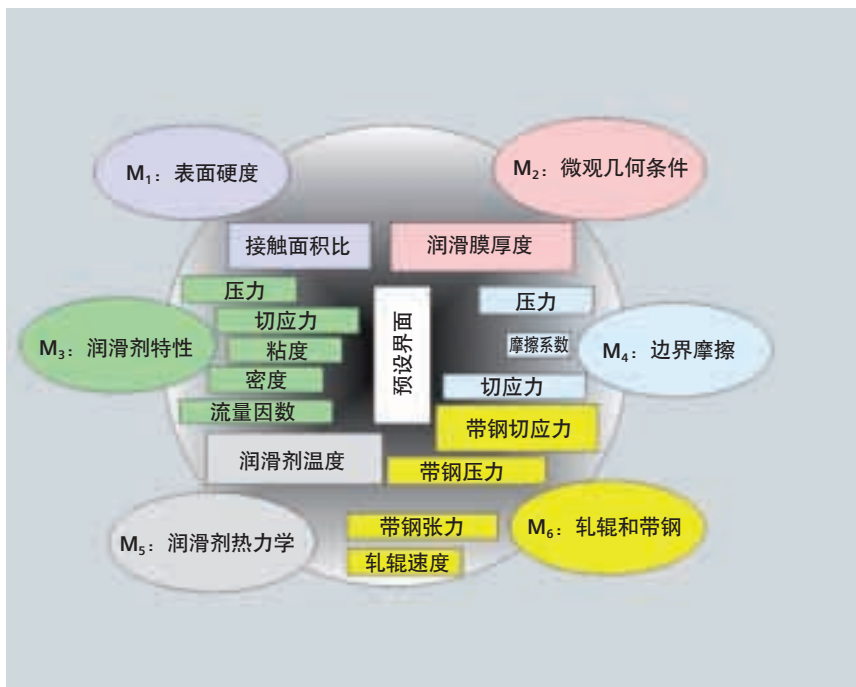 M₁：表面硬度
M₂：微观几何条件
接触面积比
润滑膜厚度
压力
切应力
粘度
密度
流量因数
M₃：润滑剂特性
预设界面
压力
摩擦系数
切应力
M₄：边界摩擦
带钢切应力
润滑剂温度
带钢压力
M₅：润滑剂热力学
带钢张力
轧辊速度
M₆：轧辊和带钢